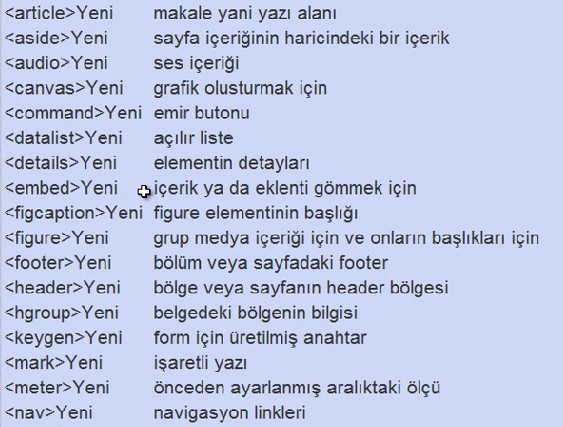 <article>Yeni makale yani yazı alanı
<aside>Yeni sayfa içeriğinin haricindeki bir içerik
<audio>Yeni ses içeriği
<canvas>Yeni grafik olusturmak için
<command>Yeni emir butonu
<datalist>Yeni açılır liste
<details>Yeni elementin detayları
<embed>Yeni içerik ya da eklenti gömmek için
<figcaption>Yeni figure elementinin başlığı
<figure>Yeni grup medya içeriği için ve onların başlıkları için
<footer>Yeni bölüm veya sayfadaki footer
<header>Yeni bölge veya sayfanın header bölgesi
<hgroup>Yeni belgedeki bölgenin bilgisi
<keygen>Yeni form için üretilmiş anahtar
<mark>Yeni işaretli yazı
<meter>Yeni önceden ayarlanmış aralıktaki ölçü
<nav>Yeni navigasyon linkleri